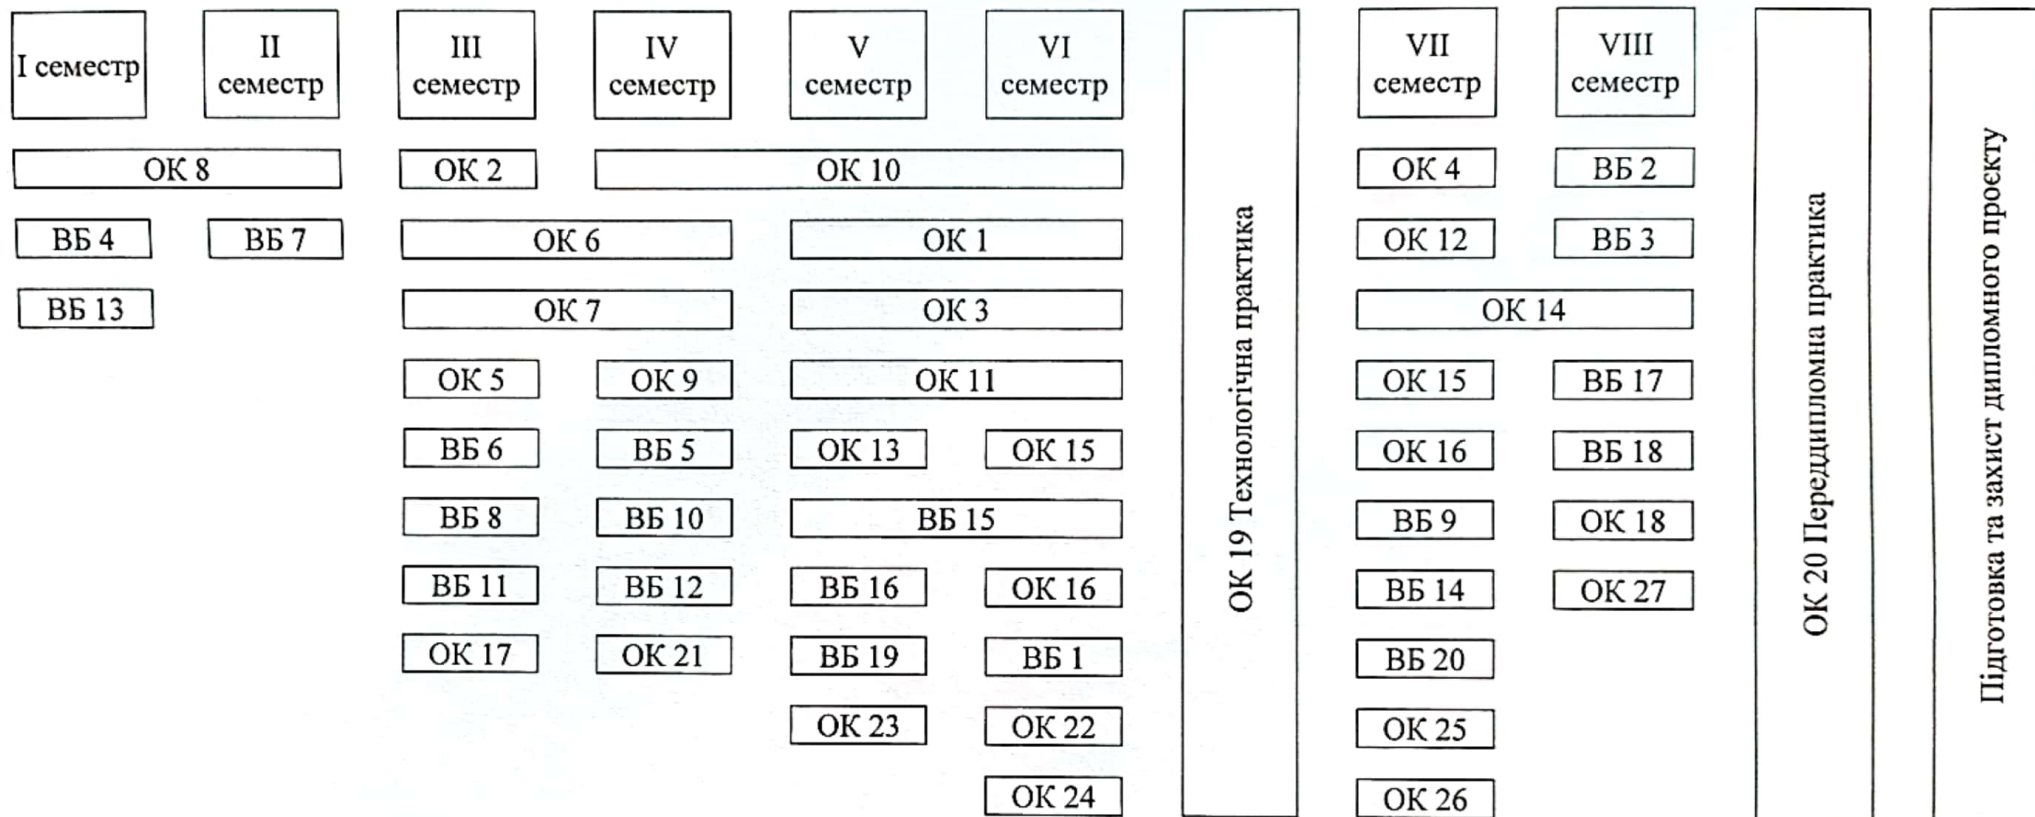 I семестр
II семестр
III семестр
IV семестр
V семестр
VI семестр
VII семестр
VIII семестр
ОК 8
ОК 2
ОК 10
ОК 4
ВБ 2
ВБ 4
ВБ 7
ОК 6
ОК 1
ОК 12
ВБ 3
ВБ 13
ОК 7
ОК 3
ОК 14
ОК 5
ОК 9
ОК 11
ОК 15
ВБ 17
ВБ 6
ВБ 5
ОК 13
ОК 15
ОК 16
ВБ 18
ВБ 8
ВБ 10
ВБ 15
ВБ 9
ОК 18
ВБ 11
ВБ 12
ВБ 16
ОК 16
ВБ 14
ОК 27
ОК 17
ОК 21
ВБ 19
ВБ 1
ВБ 20
ОК 23
ОК 22
ОК 25
ОК 24
ОК 26
ОК 19 Технологічна практика
ОК 20 Переддипломна практика
Підготовка та захист дипломного проєкту